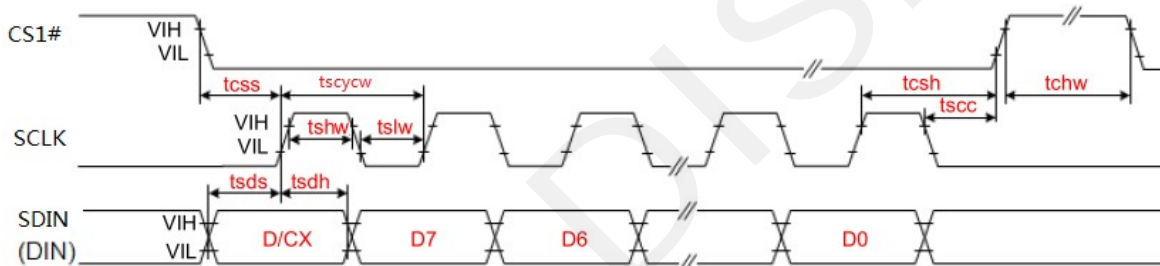 CS1#
VIH
VIL
tcss
tscycw
tcsh
tchw
tscc
SCLK
VIH
VIL
tshw
tslw
tsds
tsdh
SDIN
(DIN)
VIH
VIL
D/CX
D7
D6
D0
DIS